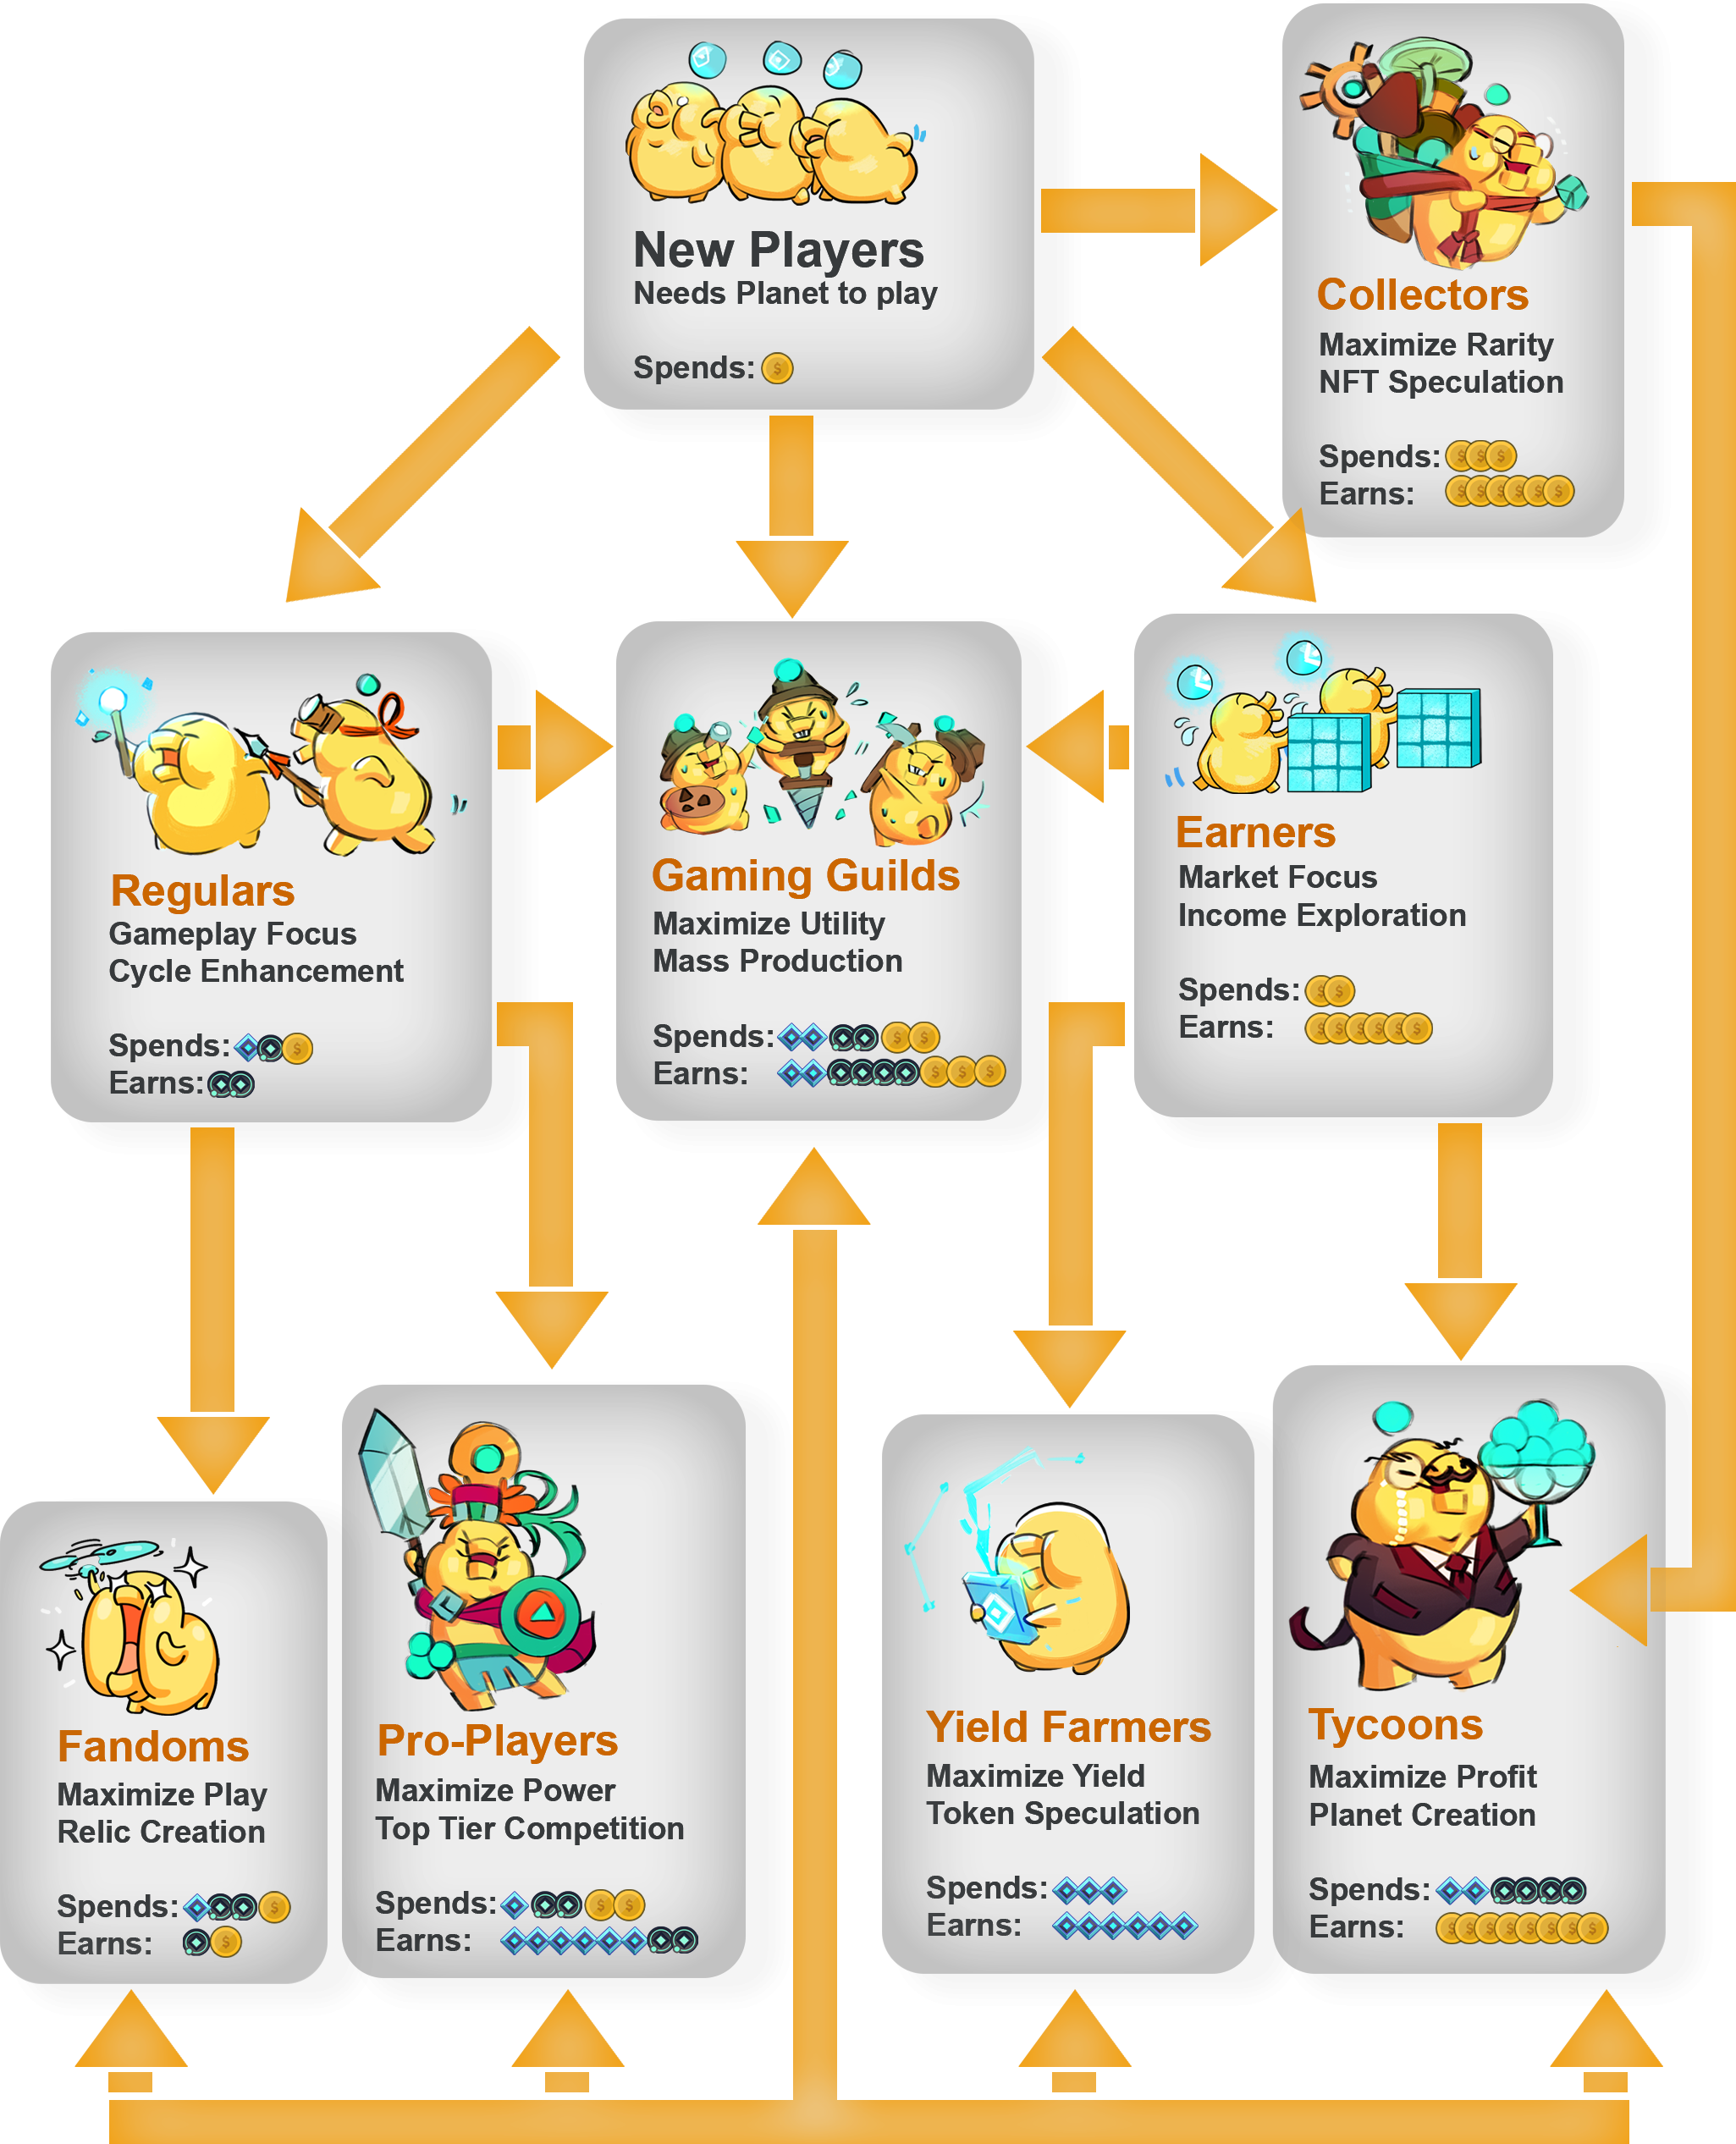 New Players
Needs Planet to play
Spends:
Collectors
Maximize Rarity
NFT Speculation
Spends:
Earns:
Regulars
Gameplay Focus
Cycle Enhancement
Spends:
Earns:
Gaming Guilds
Maximize Utility
Mass Production
Spends:
Earns:
Earners
Market Focus
Income Exploration
Spends:
Earns:
Fandoms
Maximize Play
Relic Creation
Spends:
Earns:
Pro-Players
Maximize Power
Top Tier Competition
Spends:
Earns:
Yield Farmers
Maximize Yield
Token Speculation
Spends:
Earns:
Tycoons
Maximize Profit
Planet Creation
Spends:
Earns: